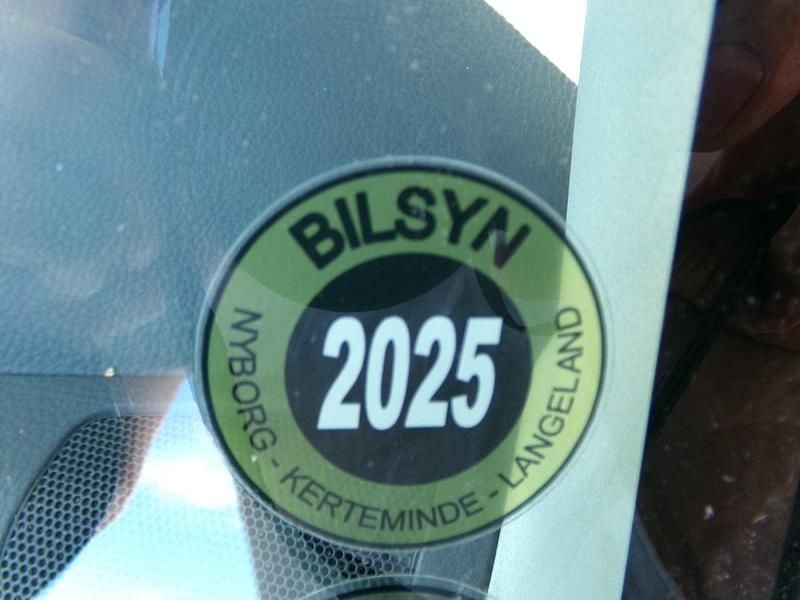 BILSYN
2025
NYBORG - KERTEMINDE - LANGELAND